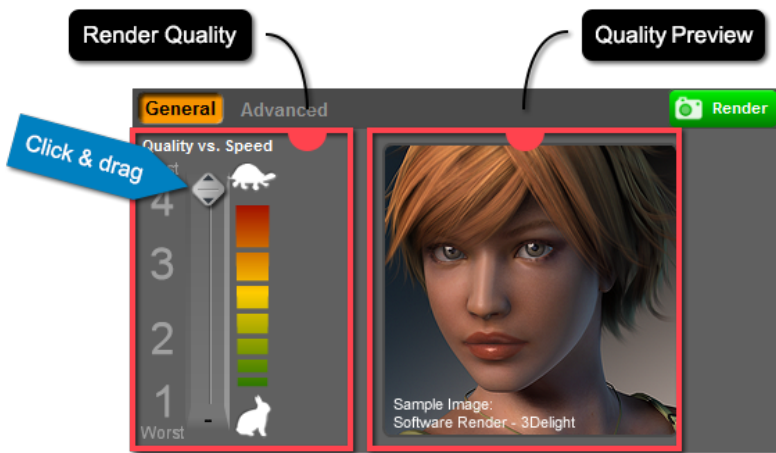 Render Quality
Quality Preview
General
Advanced
Render
Click & drag
Quality vs. Speed
4
3
2
1
Worst
Sample Image:
Software Render - 3Delight